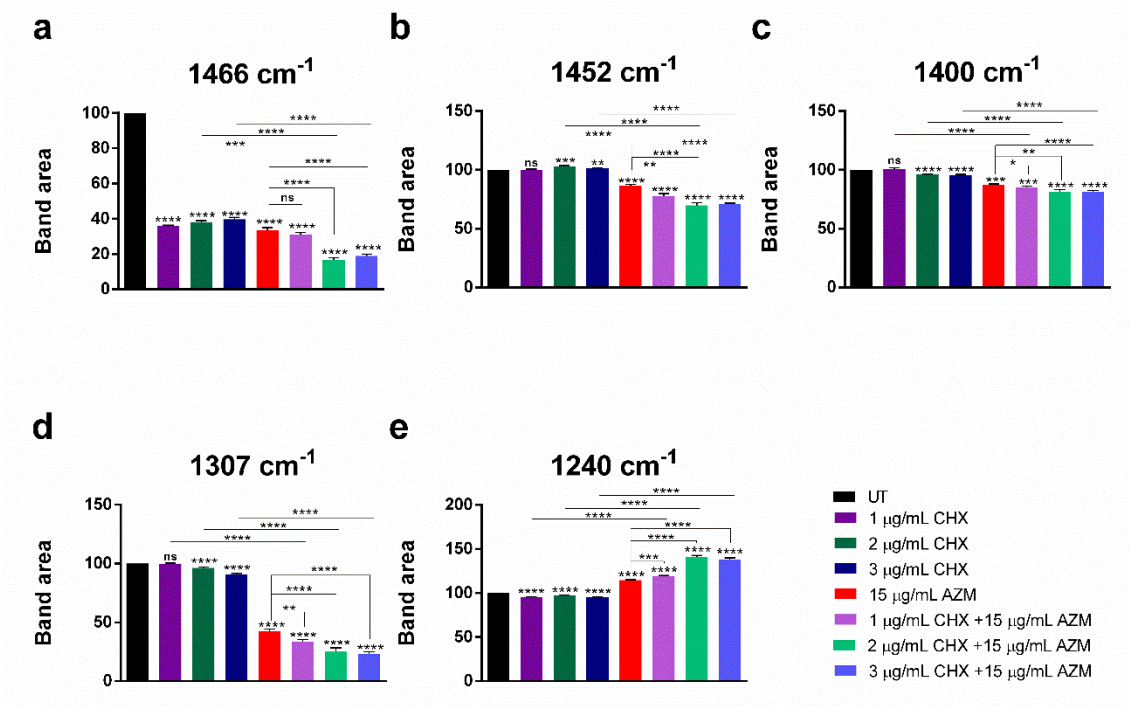 a
1466 cm-1
100
80
60
40
20
0
Band area
****
****
***
****
****
ns
**** **** **** **** **** **** ****
b
1452 cm-1
150
100
50
0
Band area
****
****
****
****
****
**
ns *** ** **** **** **** ****
c
1400 cm-1
150
100
50
0
Band area
****
****
****
****
**
*
ns **** **** *** *** **** ****
d
1307 cm-1
150
100
50
0
Band area
****
****
****
****
****
**
ns **** **** **** **** **** ****
e
1240 cm-1
200
150
100
50
0
Band area
****
****
****
****
****
***
**** **** **** **** **** **** ****
UT
1 µg/mL CHX
2 µg/mL CHX
3 µg/mL CHX
15 µg/mL AZM
1 µg/mL CHX +15 µg/mL AZM
2 µg/mL CHX +15 µg/mL AZM
3 µg/mL CHX +15 µg/mL AZM